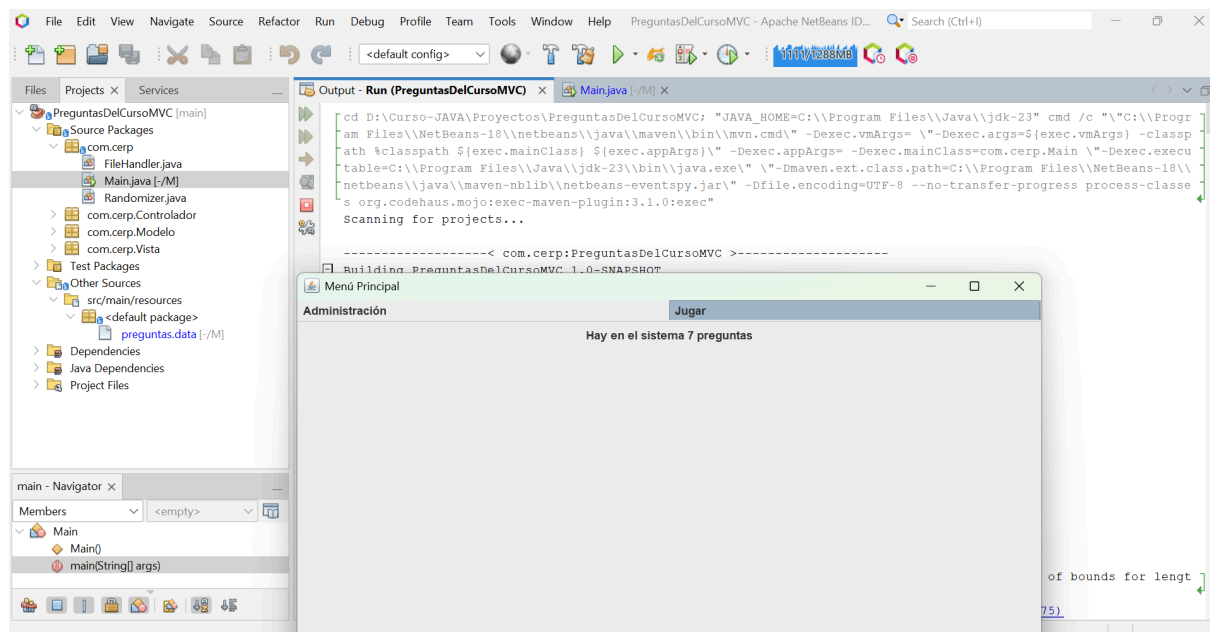 File Edit View Navigate Source Refactor Run Debug Profile Team Tools Window Help PreguntasDelCursoMVC - Apache NetBeans ID... Search (Ctrl+I)
<default config> 1111/1288MB
Files Projects Services
Output - Run (PreguntasDelCursoMVC) Main.java [-/M]
PreguntasDelCursoMVC [main]
Source Packages
com.cerp
FileHandler.java
Main.java [-/M]
Randomizer.java
com.cerp.Controlador
com.cerp.Modelo
com.cerp.Vista
Test Packages
Other Sources
src/main/resources
<default package>
preguntas.data [-/M]
Dependencies
Java Dependencies
Project Files
main - Navigator
Members <empty>
Main
Main()
main(String[] args)
cd D:\Curso-JAVA\Proyectos\PreguntasDelCursoMVC; "JAVA_HOME=C:\\Program Files\\Java\\jdk-23" cmd /c "\"C:\\Progr
am Files\\NetBeans-18\\netbeans\\java\\maven\\bin\\mvn.cmd\" -Dexec.vmArgs= \"-Dexec.args=${exec.vmArgs} -classp
ath %classpath ${exec.mainClass} ${exec.appArgs}\" -Dexec.appArgs= -Dexec.mainClass=com.cerp.Main \"-Dexec.execu
table=C:\\Program Files\\Java\\jdk-23\\bin\\java.exe\" \"-Dmaven.ext.class.path=C:\\Program Files\\NetBeans-18\\
netbeans\\java\\maven-nblib\\netbeans-eventspy.jar\" -Dfile.encoding=UTF-8 --no-transfer-progress process-classe
s org.codehaus.mojo:exec-maven-plugin:3.1.0:exec"
Scanning for projects...
-------------------< com.cerp:PreguntasDelCursoMVC >--------------------
Building PreguntasDelCursoMVC 1.0-SNAPSHOT
Menú Principal
Administración Jugar
Hay en el sistema 7 preguntas
of bounds for lengt
75)